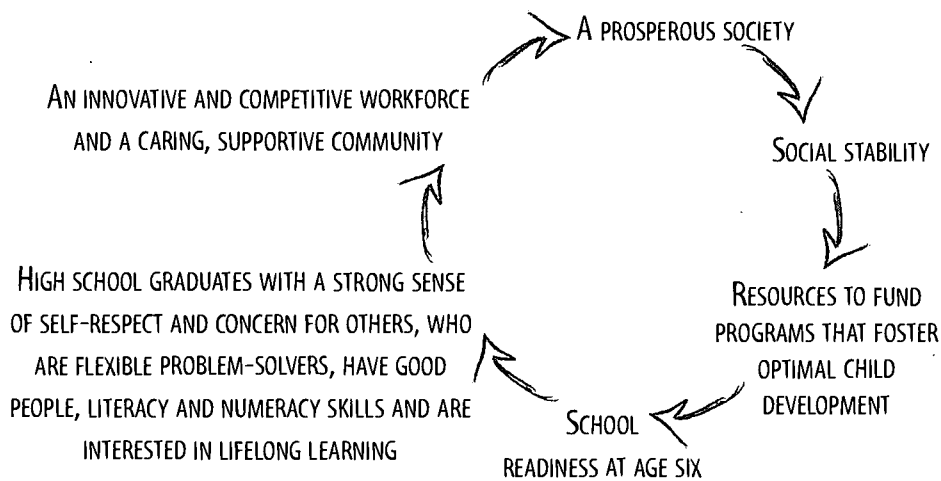 A PROSPEROUS SOCIETY
SOCIAL STABILITY
RESOURCES TO FUND
PROGRAMS THAT FOSTER
OPTIMAL CHILD
DEVELOPMENT
SCHOOL
READINESS AT AGE SIX
HIGH SCHOOL GRADUATES WITH A STRONG SENSE
OF SELF-RESPECT AND CONCERN FOR OTHERS, WHO
ARE FLEXIBLE PROBLEM-SOLVERS, HAVE GOOD
PEOPLE, LITERACY AND NUMERACY SKILLS AND ARE
INTERESTED IN LIFELONG LEARNING
AN INNOVATIVE AND COMPETITIVE WORKFORCE
AND A CARING, SUPPORTIVE COMMUNITY